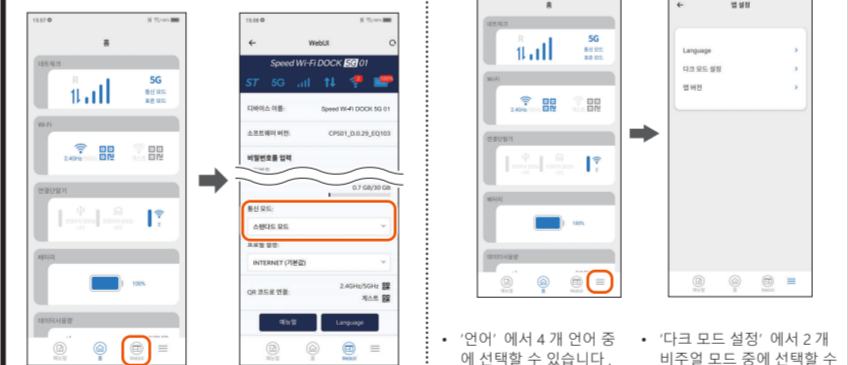 홈
네트워크
R
5G
통신 모드
표준 모드
Wi-Fi
2.4GHz
연결단말기
배터리
100%
데이터사용량
매뉴얼
홈
WebUI
WebUI
Speed Wi-Fi DOCK 5G 01
ST 5G
디바이스 이름:
Speed Wi-Fi DOCK 5G 01
소프트웨어 버전:
CPS01_D.0.29_EQ103
비밀번호를 입력
0.7 GB/30 GB
통신 모드:
스탠다드 모드
프로필 설정:
INTERNET (기본값)
QR 코드로 연결:
2.4GHz/5GHz
게스트
매뉴얼
Language
매뉴얼
홈
WebUI
홈
네트워크
R
5G
통신 모드
표준 모드
Wi-Fi
2.4GHz
연결단말기
배터리
100%
데이터사용량
매뉴얼
홈
WebUI
앱 설정
Language
다크 모드 설정
앱 버전
매뉴얼
홈
WebUI
• ‘언어’ 에서 4 개 언어 중
에 선택할 수 있습니다 .
• ‘다크 모드 설정’ 에서 2 개
비주얼 모드 중에 선택할 수